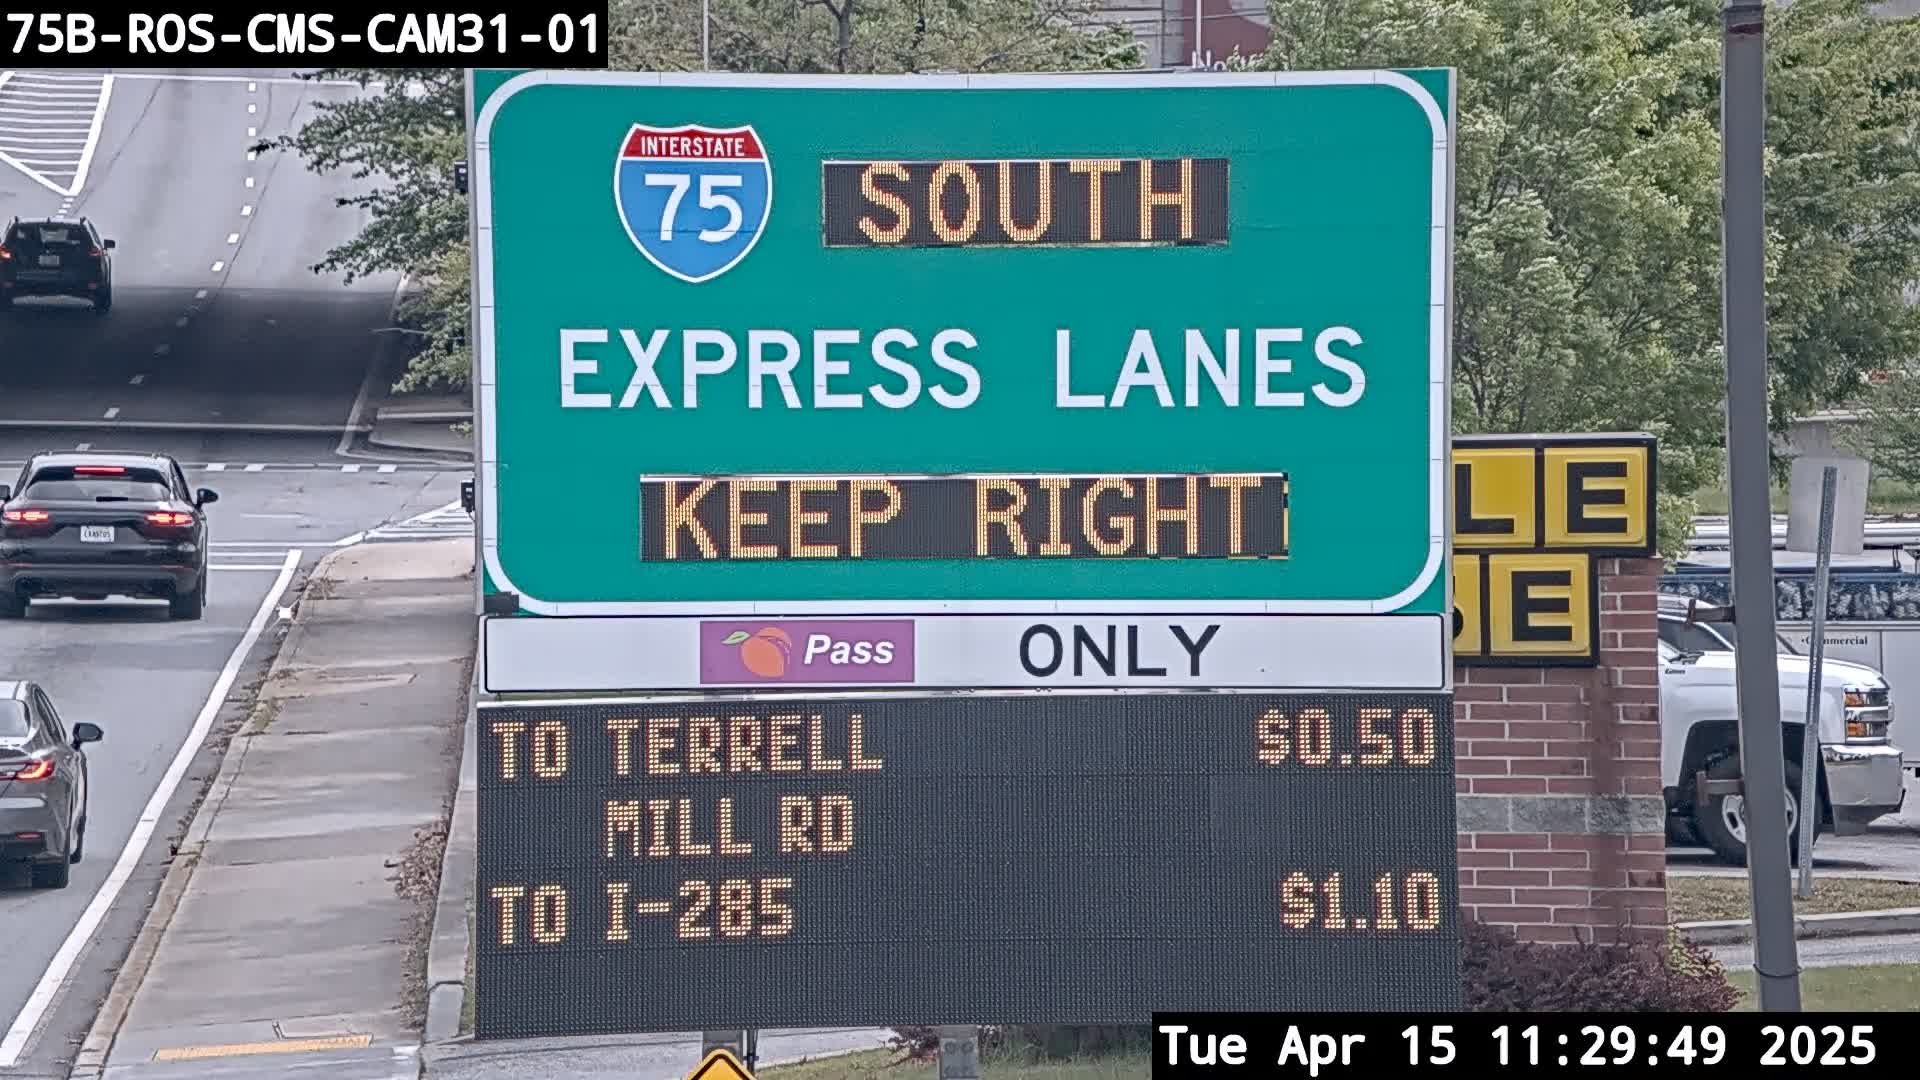 75B-ROS-CMS-CAM31-01
INTERSTATE
75
SOUTH
EXPRESS LANES
KEEP RIGHT
Pass ONLY
TO TERRELL $0.50
MILL RD
TO I-285 $1.10
LE
E
Tue Apr 15 11:29:49 2025